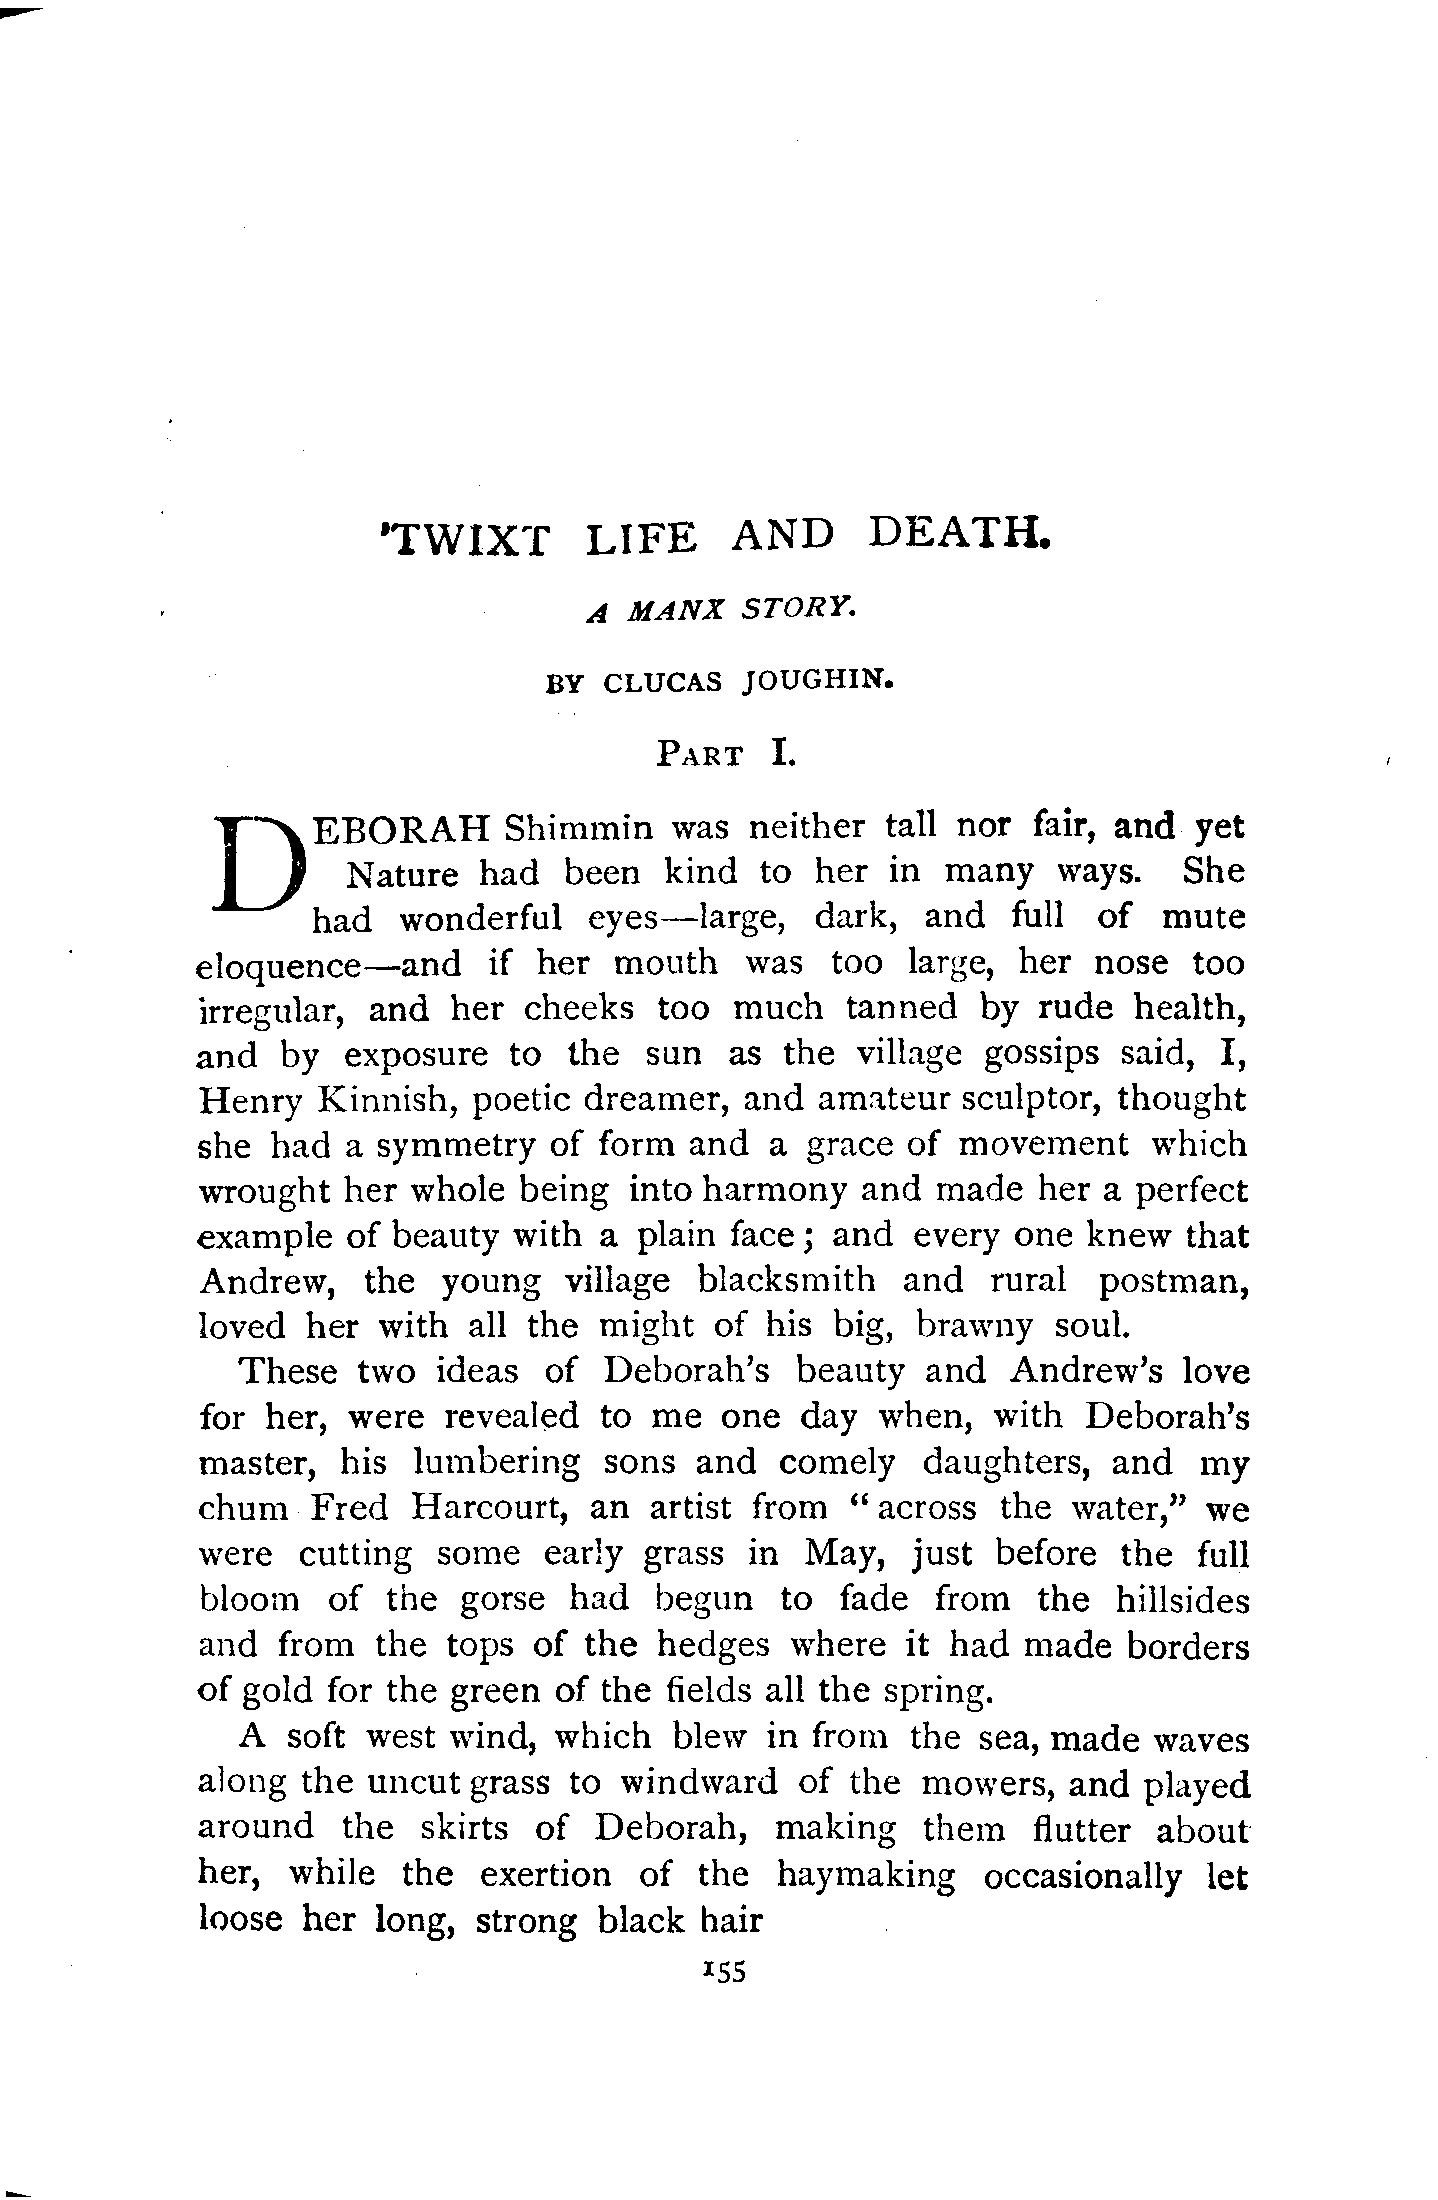 'TWIXT LIFE AND DEATH.
A MANX STORY.
BY CLUCAS JOUGHIN.
PART I.
DEBORAH Shimmin was neither tall nor fair, and yet
Nature had been kind to her in many ways. She
had wonderful eyes—large, dark, and full of mute
eloquence—and if her mouth was too large, her nose too
irregular, and her cheeks too much tanned by rude health,
and by exposure to the sun as the village gossips said, I,
Henry Kinnish, poetic dreamer, and amateur sculptor, thought
she had a symmetry of form and a grace of movement which
wrought her whole being into harmony and made her a perfect
example of beauty with a plain face; and every one knew that
Andrew, the young village blacksmith and rural postman,
loved her with all the might of his big, brawny soul.
These two ideas of Deborah's beauty and Andrew's love
for her, were revealed to me one day when, with Deborah's
master, his lumbering sons and comely daughters, and my
chum Fred Harcourt, an artist from "across the water," we
were cutting some early grass in May, just before the full
bloom of the gorse had begun to fade from the hillsides
and from the tops of the hedges where it had made borders
of gold for the green of the fields all the spring.
A soft west wind, which blew in from the sea, made waves
along the uncut grass to windward of the mowers, and played
around the skirts of Deborah, making them flutter about
her, while the exertion of the haymaking occasionally let
loose her long, strong black hair
155